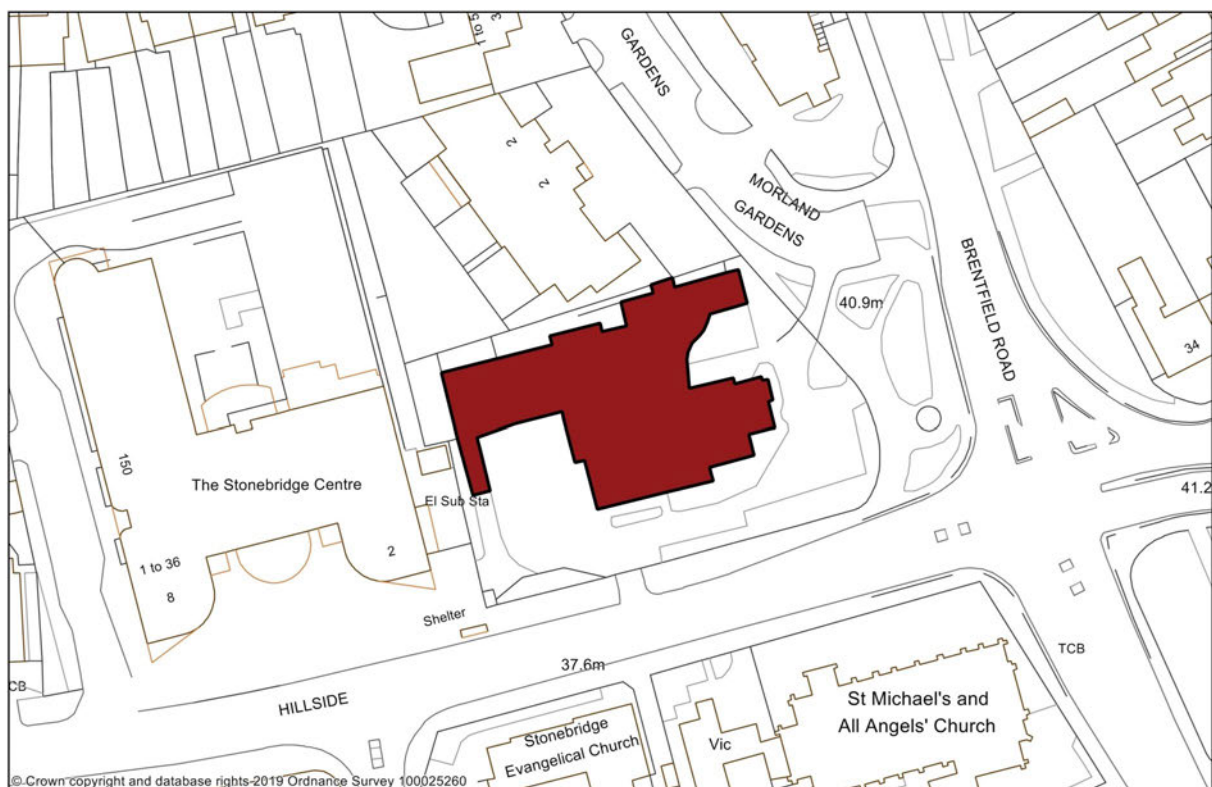 1 to 5
3
GARDENS
2
2
MORLAND
GARDENS
40.9m
BRENTFIELD ROAD
34
150
The Stonebridge Centre
El Sub Sta
41.2
1 to 36
8
2
Shelter
TCB
37.6m
CB
HILLSIDE
St Michael's and
All Angels' Church
Stonebridge
Evangelical Church
Vic
© Crown copyright and database rights 2019 Ordnance Survey 100025260